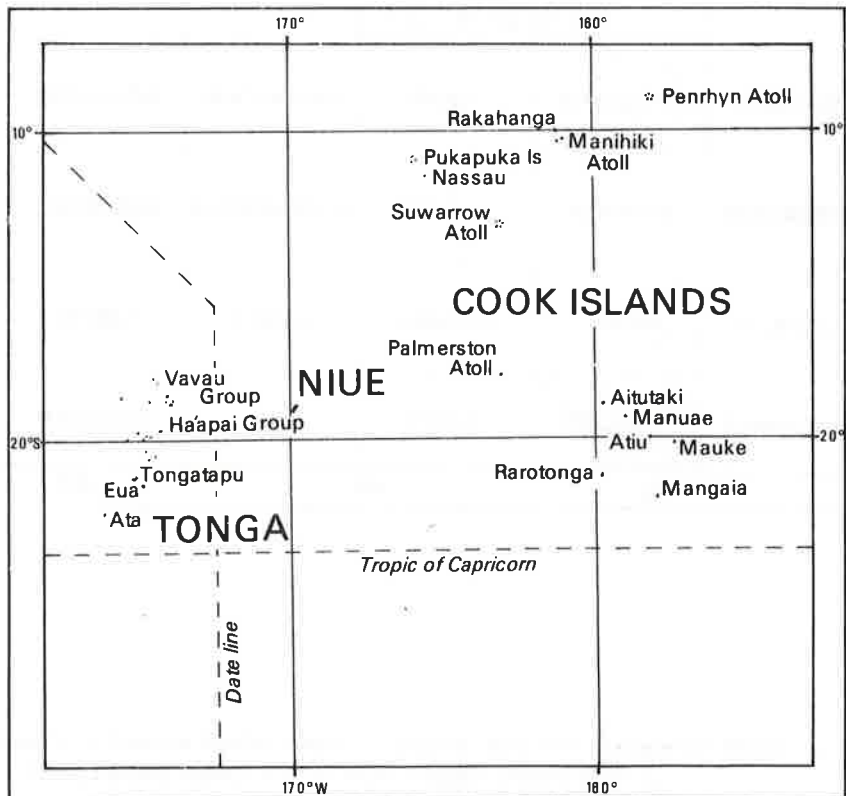 170°
160°
Penrhyn Atoll
Rakahanga
10°
10°
Manihiki
Atoll
Pukapuka Is
Nassau
Suwarrow
Atoll
COOK ISLANDS
Palmerston
Atoll
Vavau
Group
NIUE
Aitutaki
Manuae
Ha'apai Group
20°S
Atiu
20°
Mauke
Tongatapu
Rarotonga
Eua
Mangaia
Ata
TONGA
Tropic of Capricorn
Date line
170°W
160°